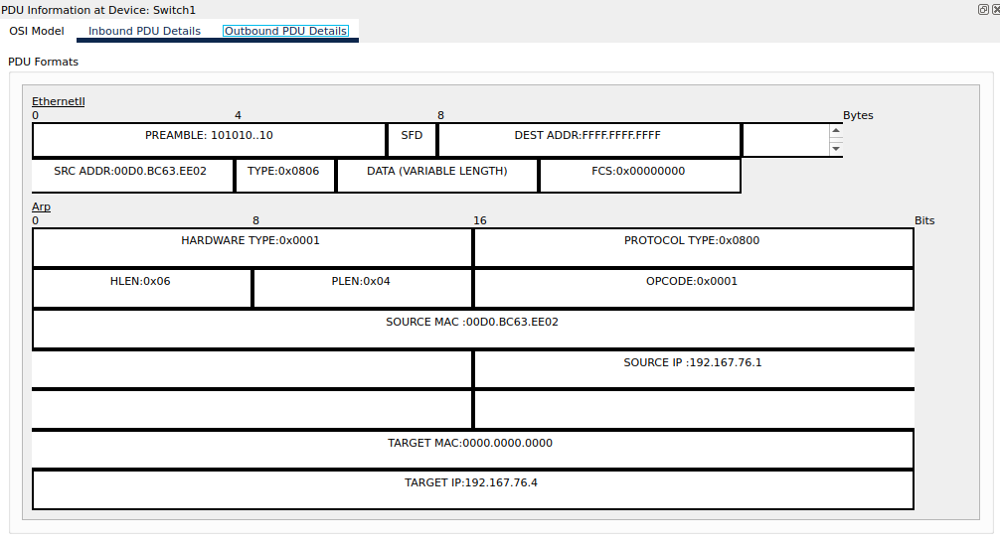 PDU Information at Device: Switch1
OSI Model Inbound PDU Details Outbound PDU Details
PDU Formats
EthernetII
0 4 8 Bytes
PREAMBLE: 101010..10 SFD DEST ADDR:FFFF.FFFF.FFFF
SRC ADDR:00D0.BC63.EE02 TYPE:0x0806 DATA (VARIABLE LENGTH) FCS:0x00000000
Arp
0 8 16 Bits
HARDWARE TYPE:0x0001 PROTOCOL TYPE:0x0800
HLEN:0x06 PLEN:0x04 OPCODE:0x0001
SOURCE MAC :00D0.BC63.EE02
SOURCE IP :192.167.76.1
TARGET MAC:0000.0000.0000
TARGET IP:192.167.76.4